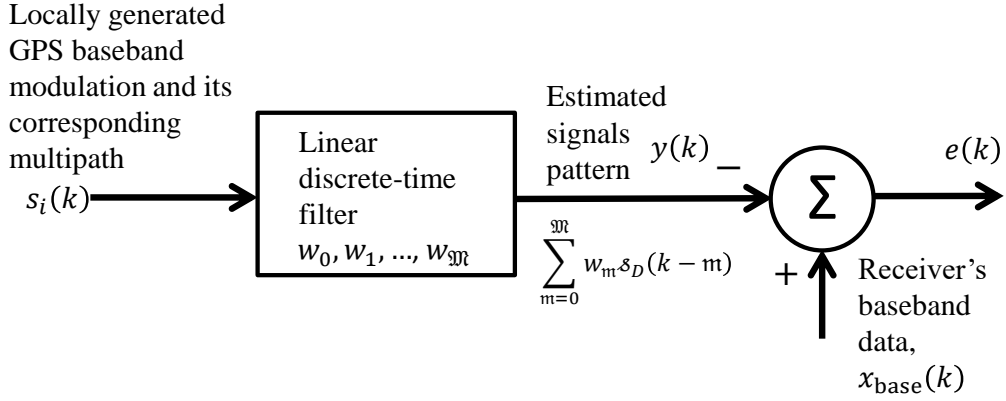 Locally generated
GPS baseband
modulation and its
corresponding
multipath
s_i(k)
Linear
discrete-time
filter
w_0, w_1, ..., w_𝔐
Estimated
signals
pattern
y(k)
−
∑_{𝔪=0}^{𝔐} w_𝔪 𝓈_D(k − 𝔪)
Σ
e(k)
+
Receiver's
baseband
data,
x_base(k)